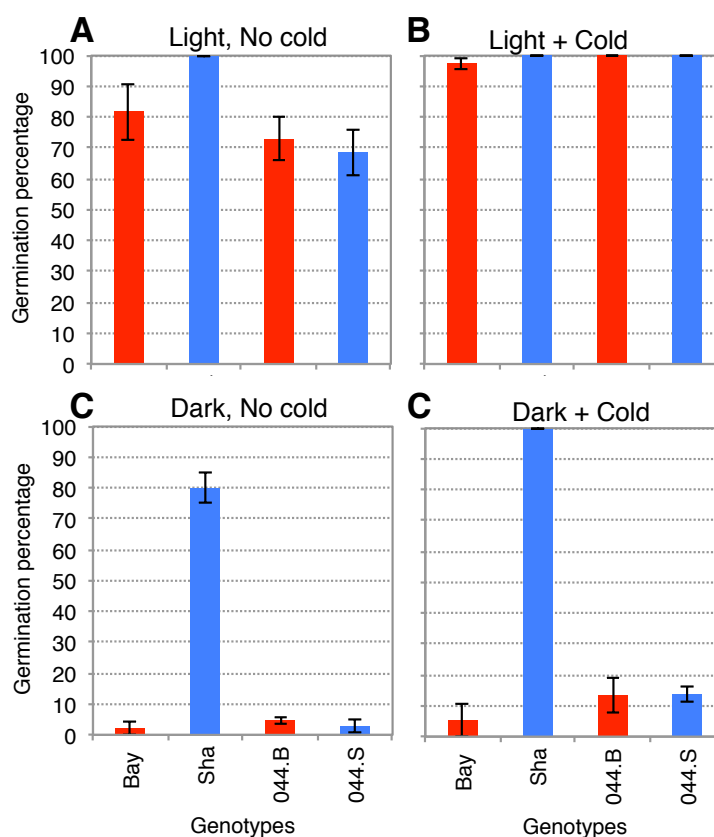 A Light, No cold
B Light + Cold
Germination percentage
100
90
80
70
60
50
40
30
20
10
0
C Dark, No cold
C Dark + Cold
Germination percentage
100
90
80
70
60
50
40
30
20
10
0
Bay
Sha
044.B
044.S
Bay
Sha
044.B
044.S
Genotypes
Genotypes